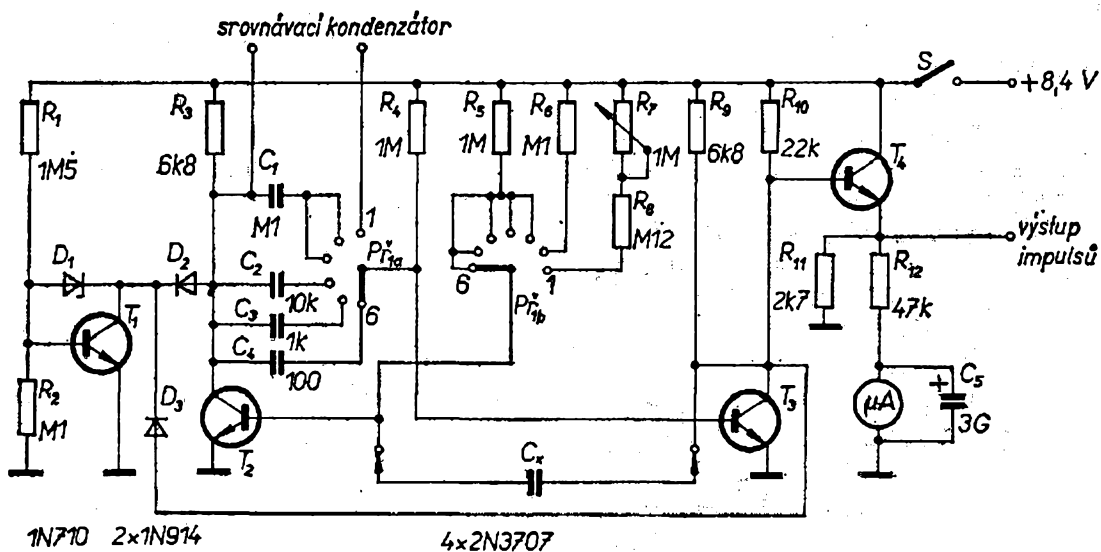 srovnávací kondenzátor
S
+8,4 V
R1
1M5
R3
6k8
C1
M1
1
R4
1M
R5
1M
R6
M1
R7
1M
R9
6k8
R10
22k
T4
R8
M12
Př1a
Př1b
6
1
6
D1
D2
C2
10k
C3
1k
C4
100
T1
R2
M1
D3
T2
Cx
T3
R11
2k7
R12
47k
výstup
impulsů
μA
+
C5
3G
1N710 2×1N914
4×2N3707